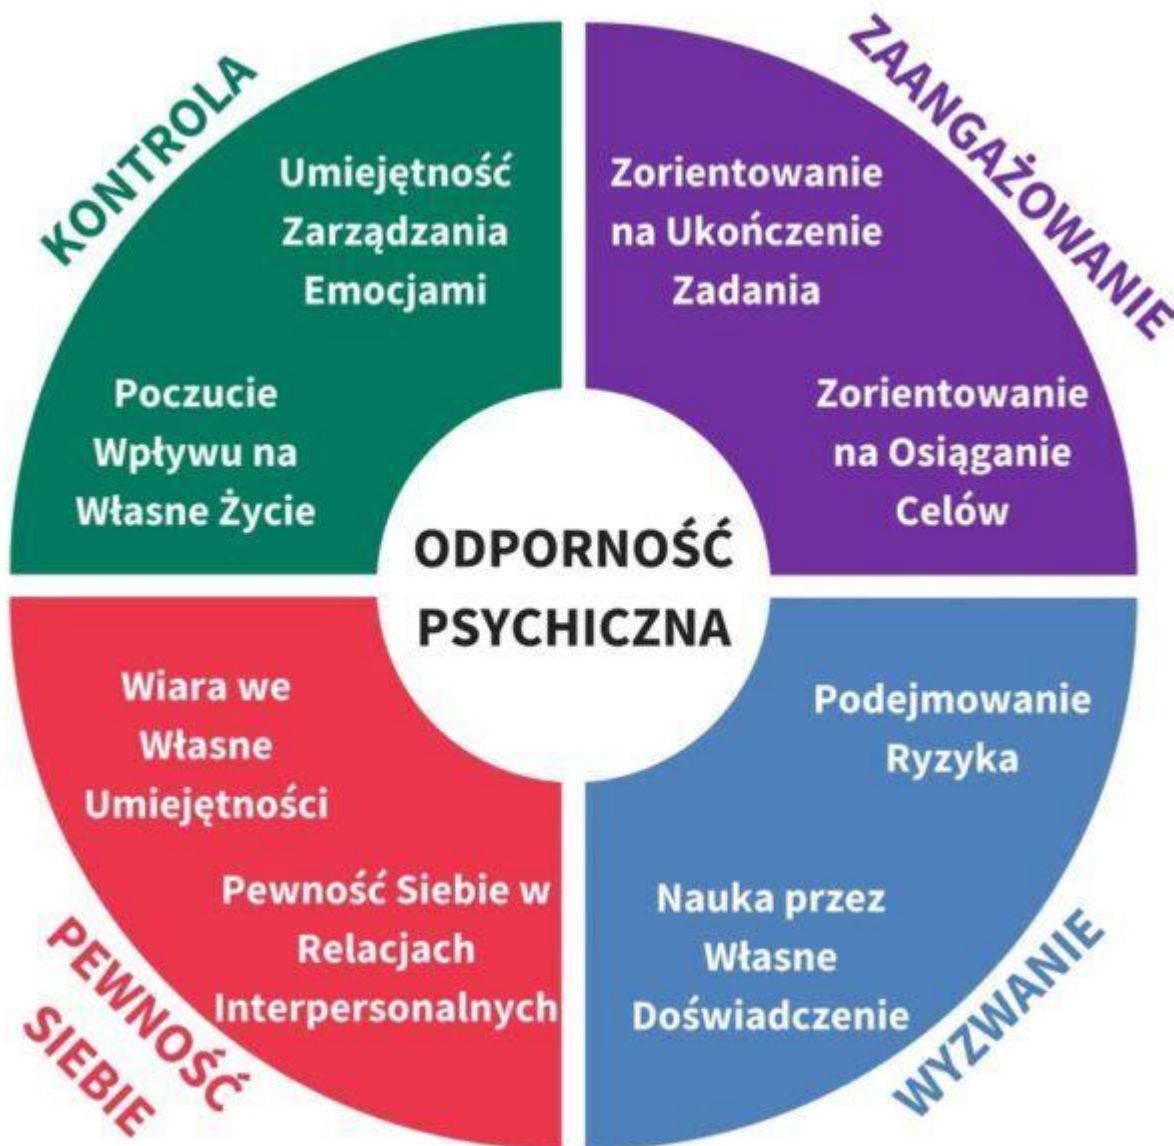 KONTROLA
Umiejętność
Zarządzania
Emocjami
Poczucie
Wpływu na
Własne Życie
ZAANGAŻOWANIE
Zorientowanie
na Ukończenie
Zadania
Zorientowanie
na Osiąganie
Celów
ODPORNOŚĆ
PSYCHICZNA
Wiara we
Własne
Umiejętności
Pewność Siebie w
Relacjach
Interpersonalnych
PEWNOŚĆ
SIEBIE
Podejmowanie
Ryzyka
Nauka przez
Własne
Doświadczenie
WYZWANIE